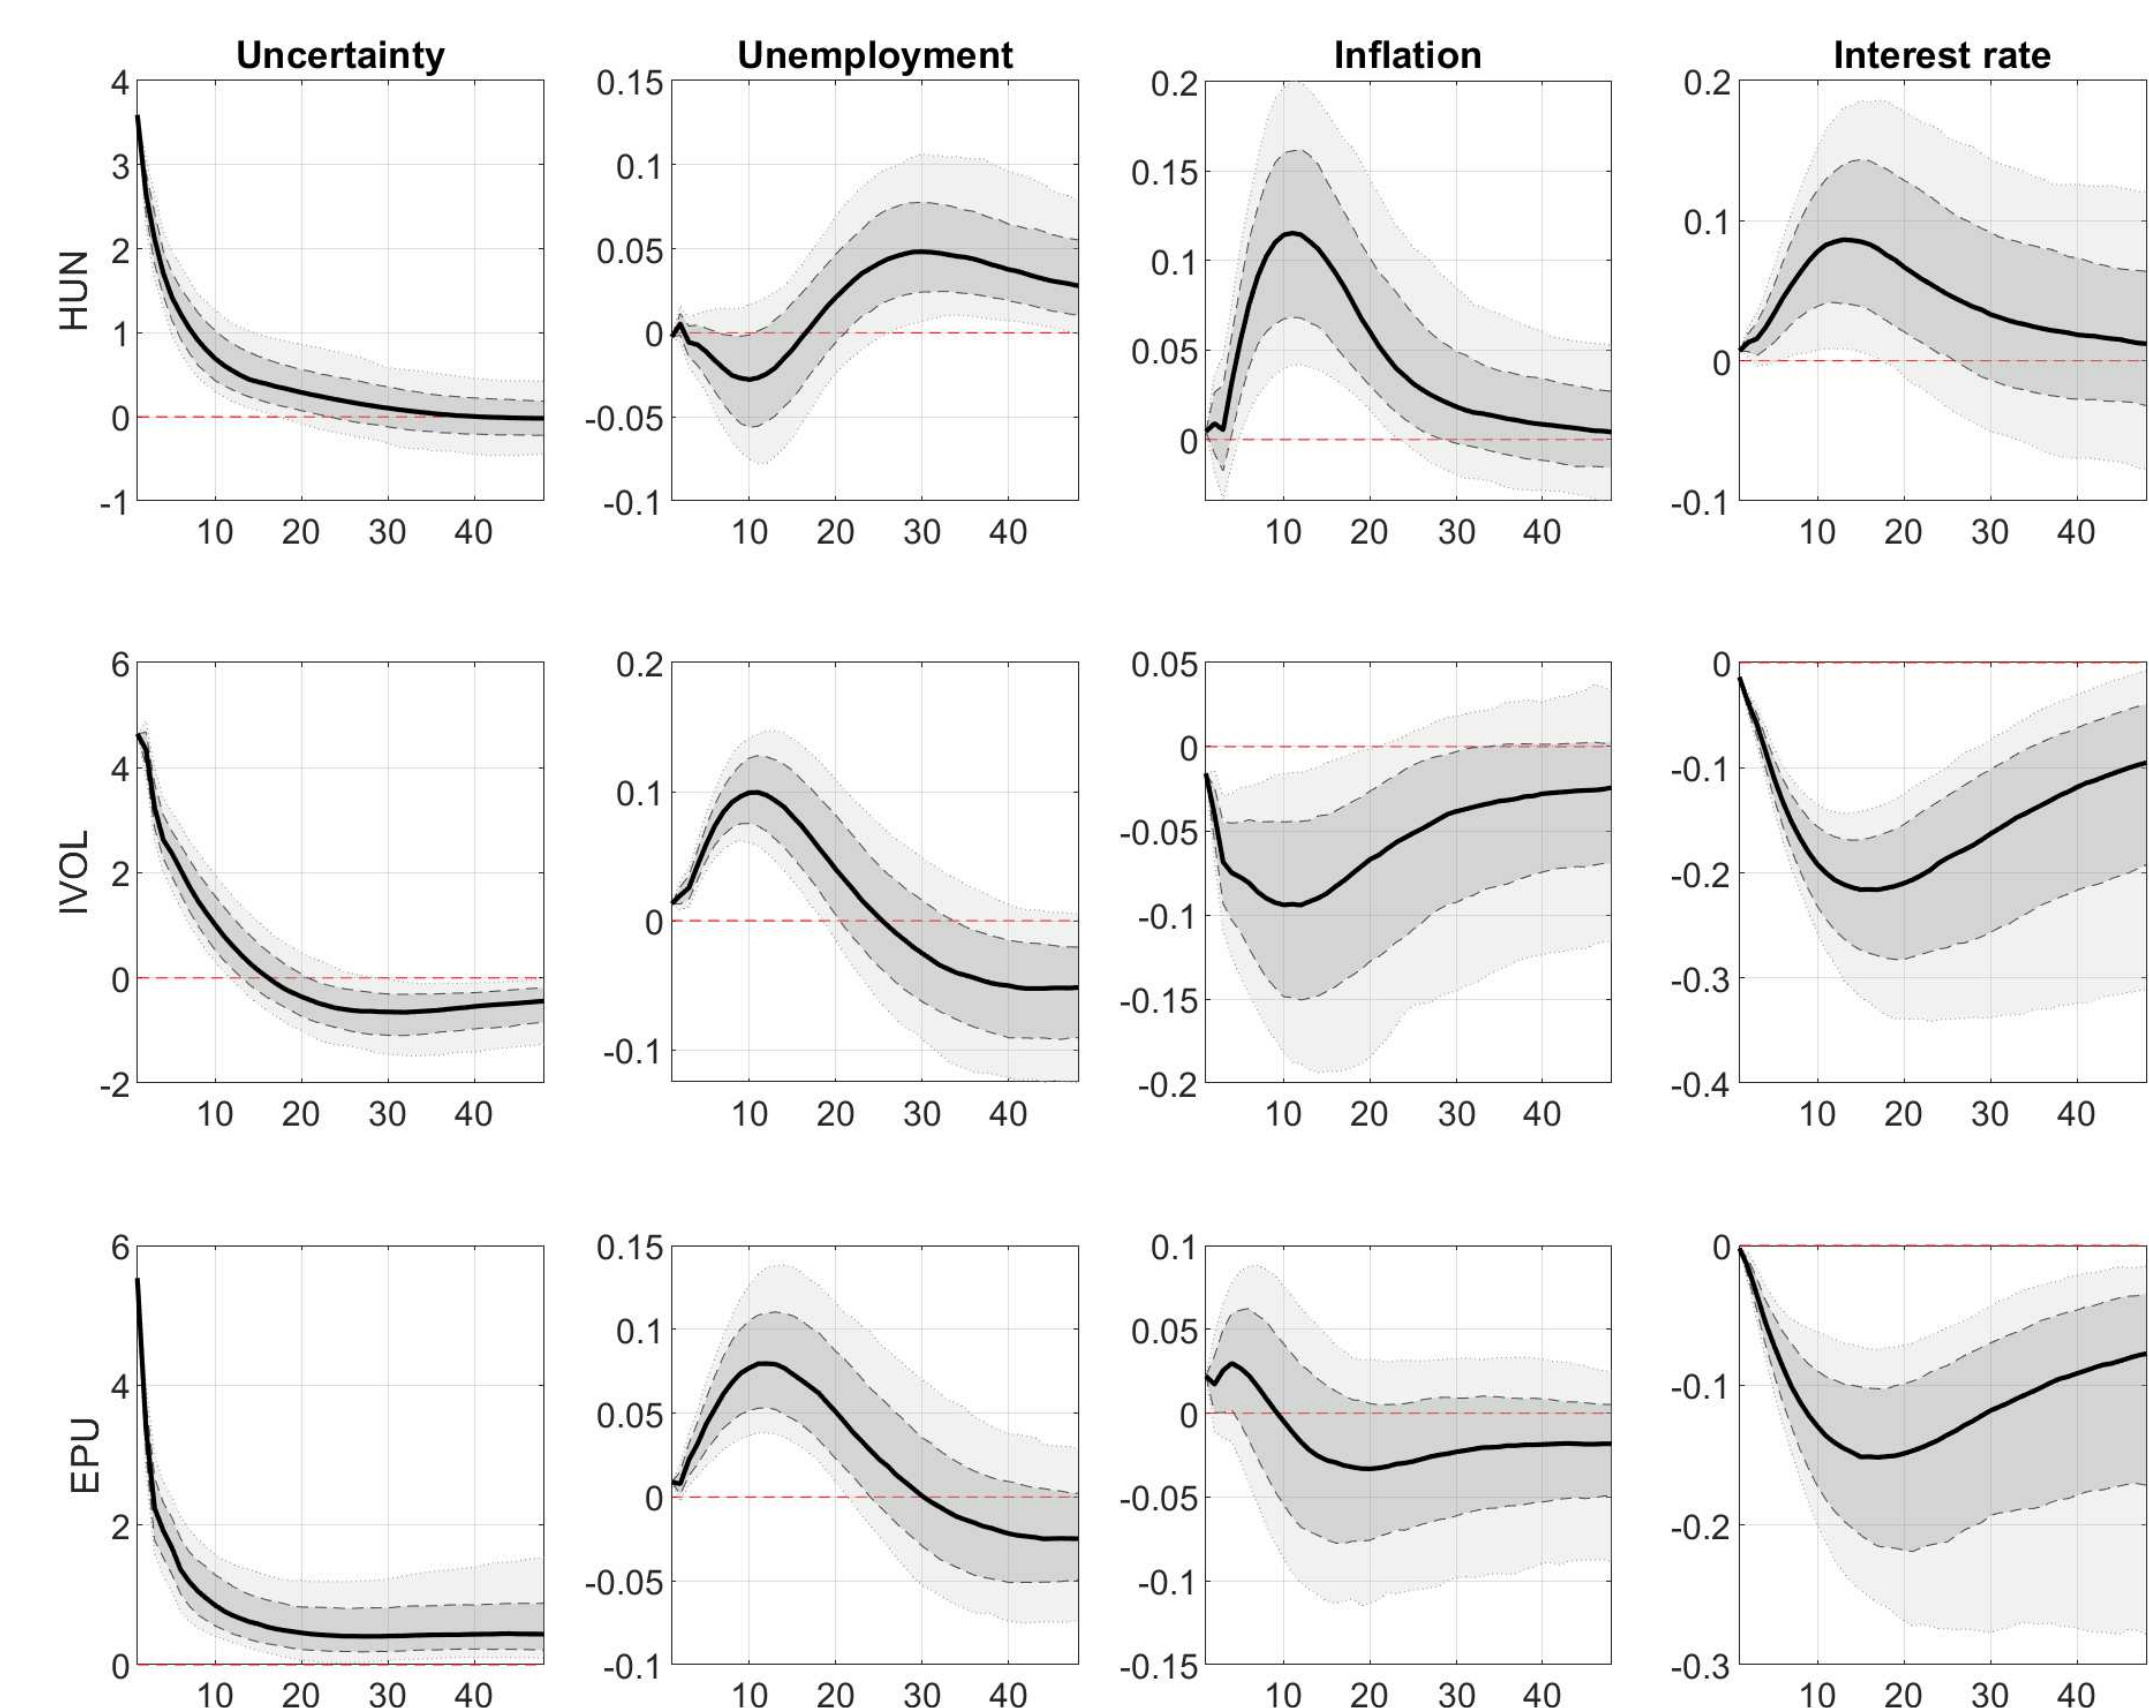 Uncertainty Unemployment Inflation Interest rate
HUN
4 3 2 1 0 -1
10 20 30 40
0.15 0.1 0.05 0 -0.05 -0.1
10 20 30 40
0.2 0.15 0.1 0.05 0
10 20 30 40
0.2 0.1 0 -0.1
10 20 30 40
IVOL
6 4 2 0 -2
10 20 30 40
0.2 0.1 0 -0.1
10 20 30 40
0.05 0 -0.05 -0.1 -0.15 -0.2
10 20 30 40
0 -0.1 -0.2 -0.3 -0.4
10 20 30 40
EPU
6 4 2 0
10 20 30 40
0.15 0.1 0.05 0 -0.05 -0.1
10 20 30 40
0.1 0.05 0 -0.05 -0.1 -0.15
10 20 30 40
0 -0.1 -0.2 -0.3
10 20 30 40